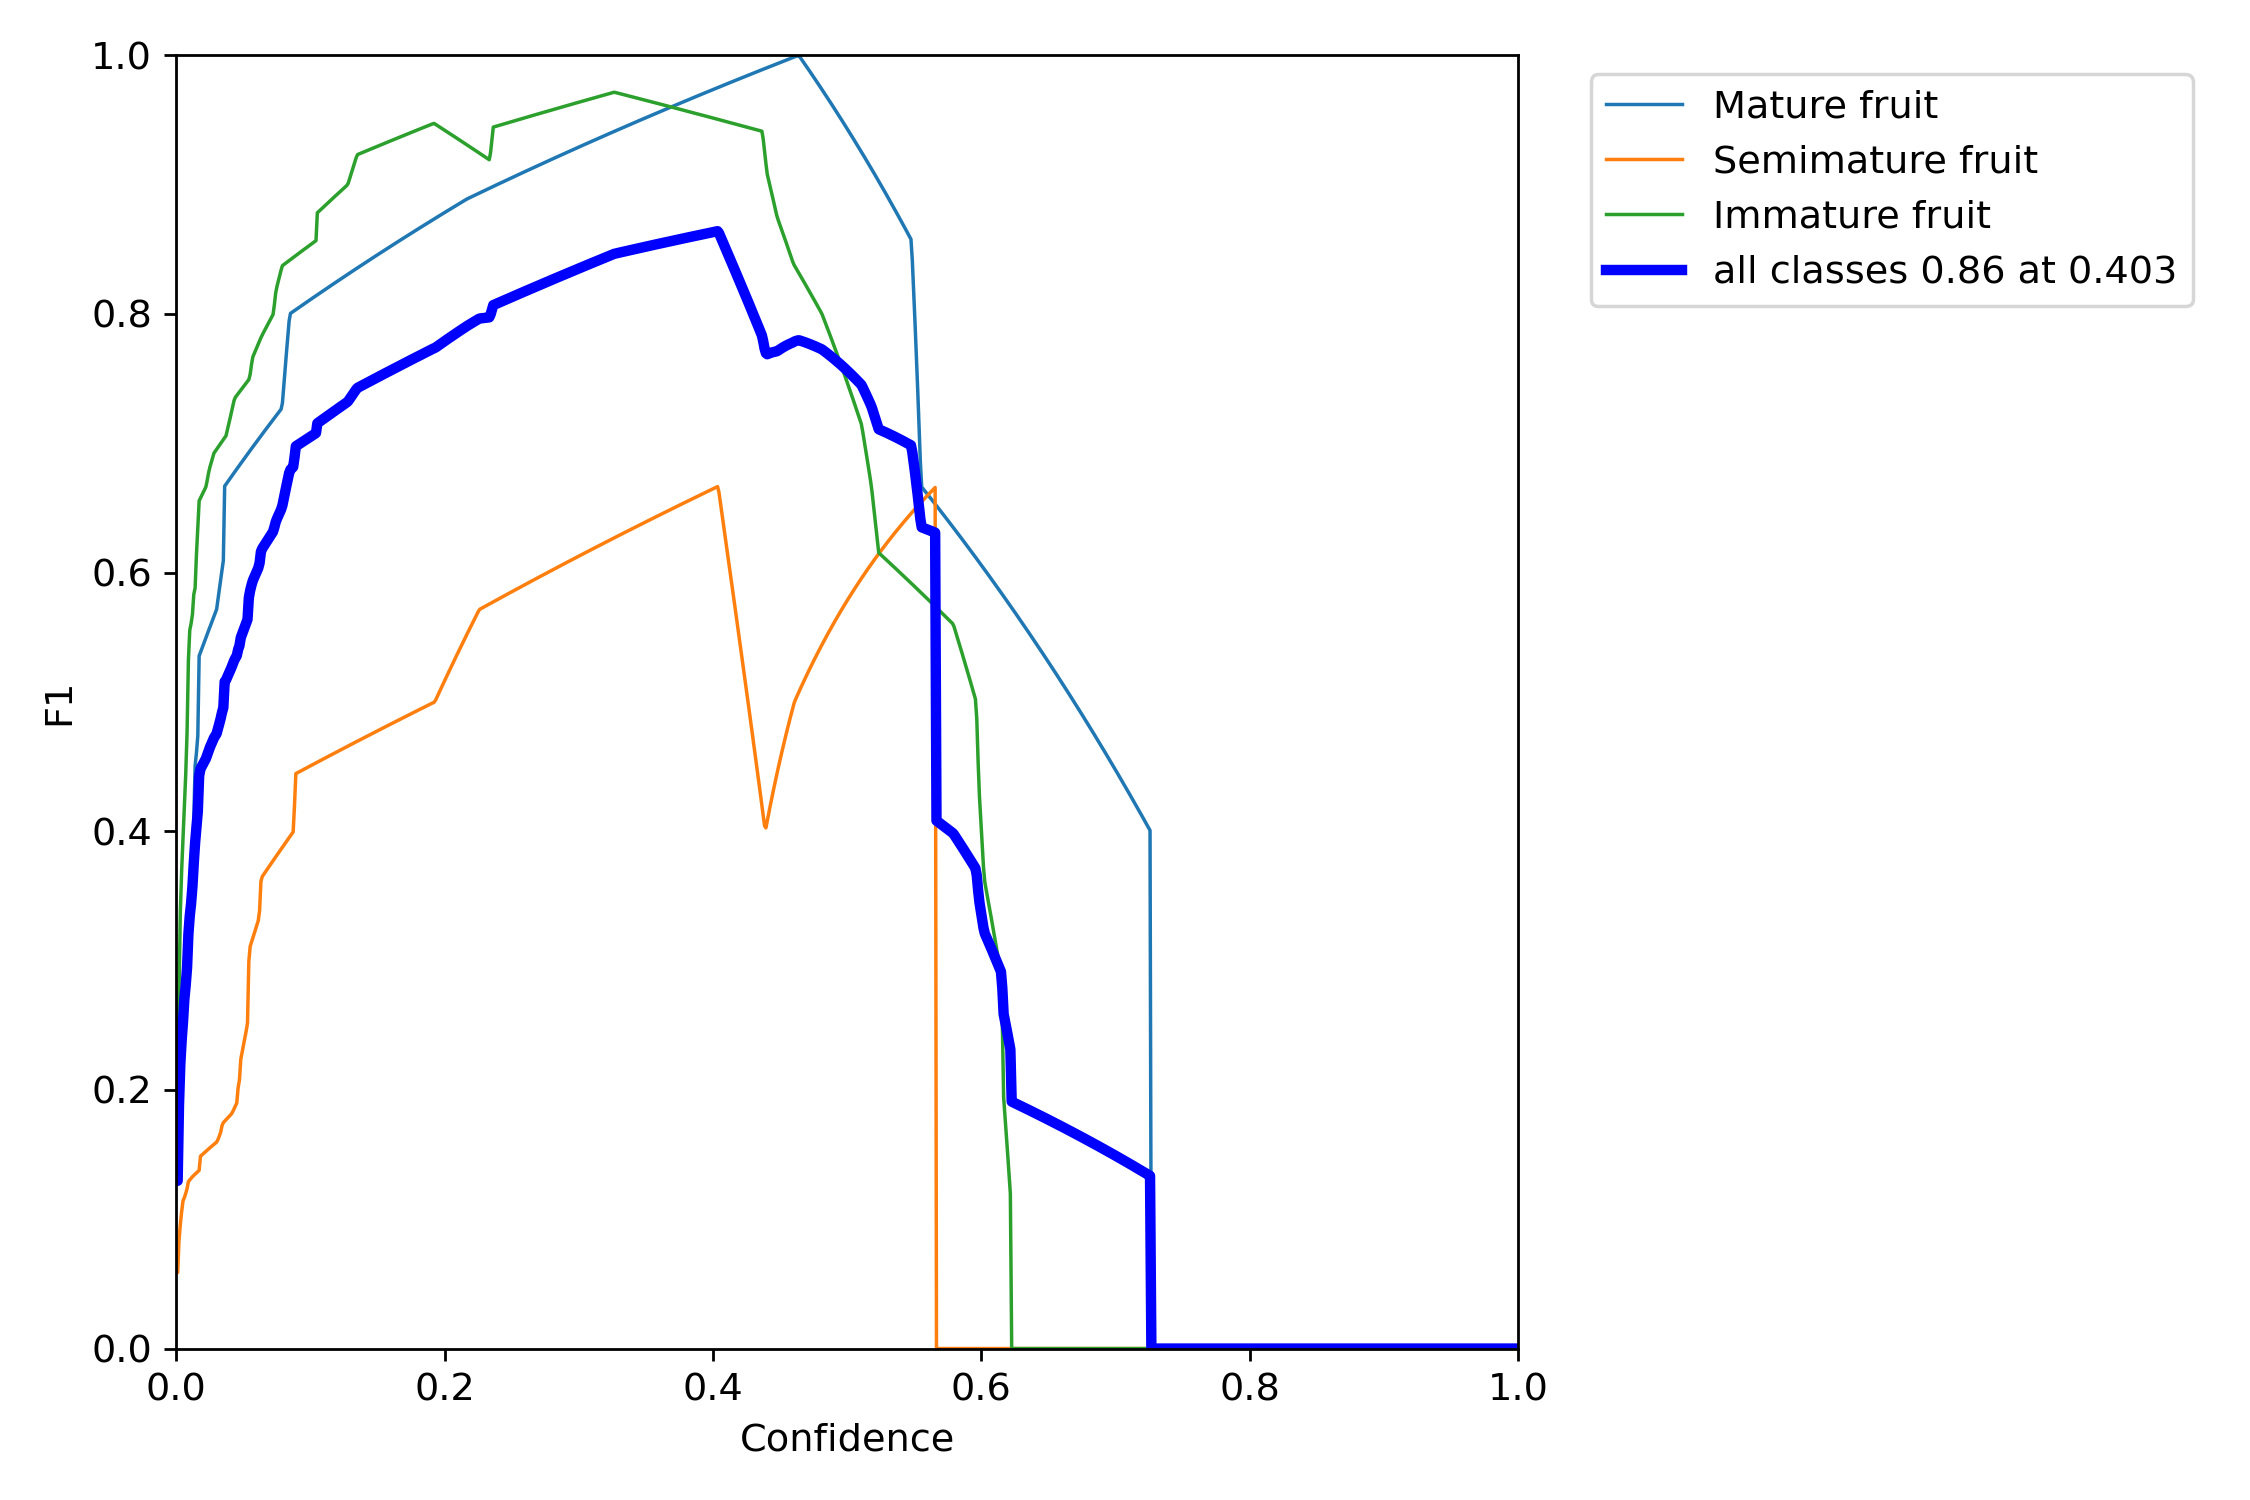 1.0
0.8
0.6
0.4
0.2
0.0
F1
0.0 0.2 0.4 0.6 0.8 1.0
Confidence
Mature fruit
Semimature fruit
Immature fruit
all classes 0.86 at 0.403